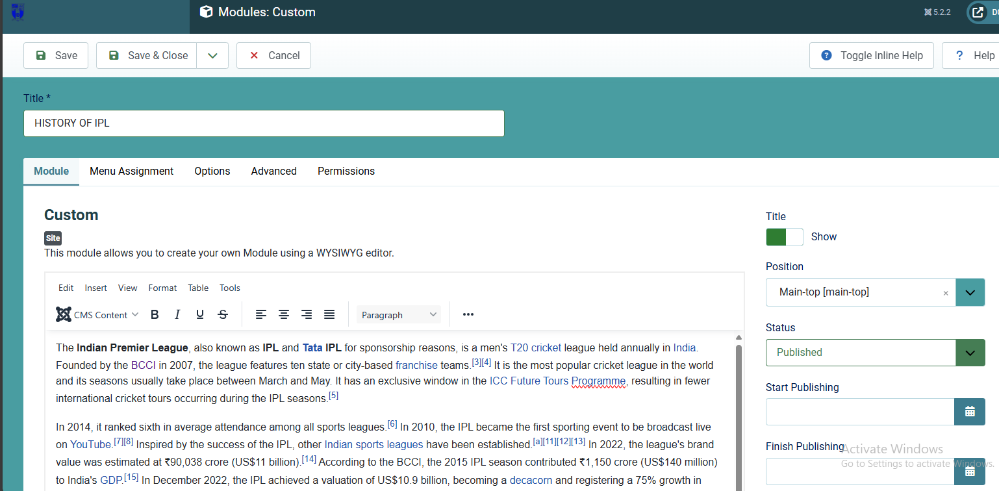 Modules: Custom
5.2.2
Save
Save & Close
Cancel
Toggle Inline Help
? Help
Title *
HISTORY OF IPL
Module
Menu Assignment
Options
Advanced
Permissions
Custom
Site
This module allows you to create your own Module using a WYSIWYG editor.
Edit Insert View Format Table Tools
CMS Content B I U S Paragraph ...
The Indian Premier League, also known as IPL and Tata IPL for sponsorship reasons, is a men's T20 cricket league held annually in India.
Founded by the BCCI in 2007, the league features ten state or city-based franchise teams.[3][4] It is the most popular cricket league in the world
and its seasons usually take place between March and May. It has an exclusive window in the ICC Future Tours Programme, resulting in fewer
international cricket tours occurring during the IPL seasons.[5]
In 2014, it ranked sixth in average attendance among all sports leagues.[6] In 2010, the IPL became the first sporting event to be broadcast live
on YouTube.[7][8] Inspired by the success of the IPL, other Indian sports leagues have been established.[a][11][12][13] In 2022, the league's brand
value was estimated at ₹90,038 crore (US$11 billion).[14] According to the BCCI, the 2015 IPL season contributed ₹1,150 crore (US$140 million)
to India's GDP.[15] In December 2022, the IPL achieved a valuation of US$10.9 billion, becoming a decacorn and registering a 75% growth in
Title
Show
Position
Main-top [main-top] ×
Status
Published
Start Publishing
Finish Publishing
Activate Windows
Go to Settings to activate Windows.